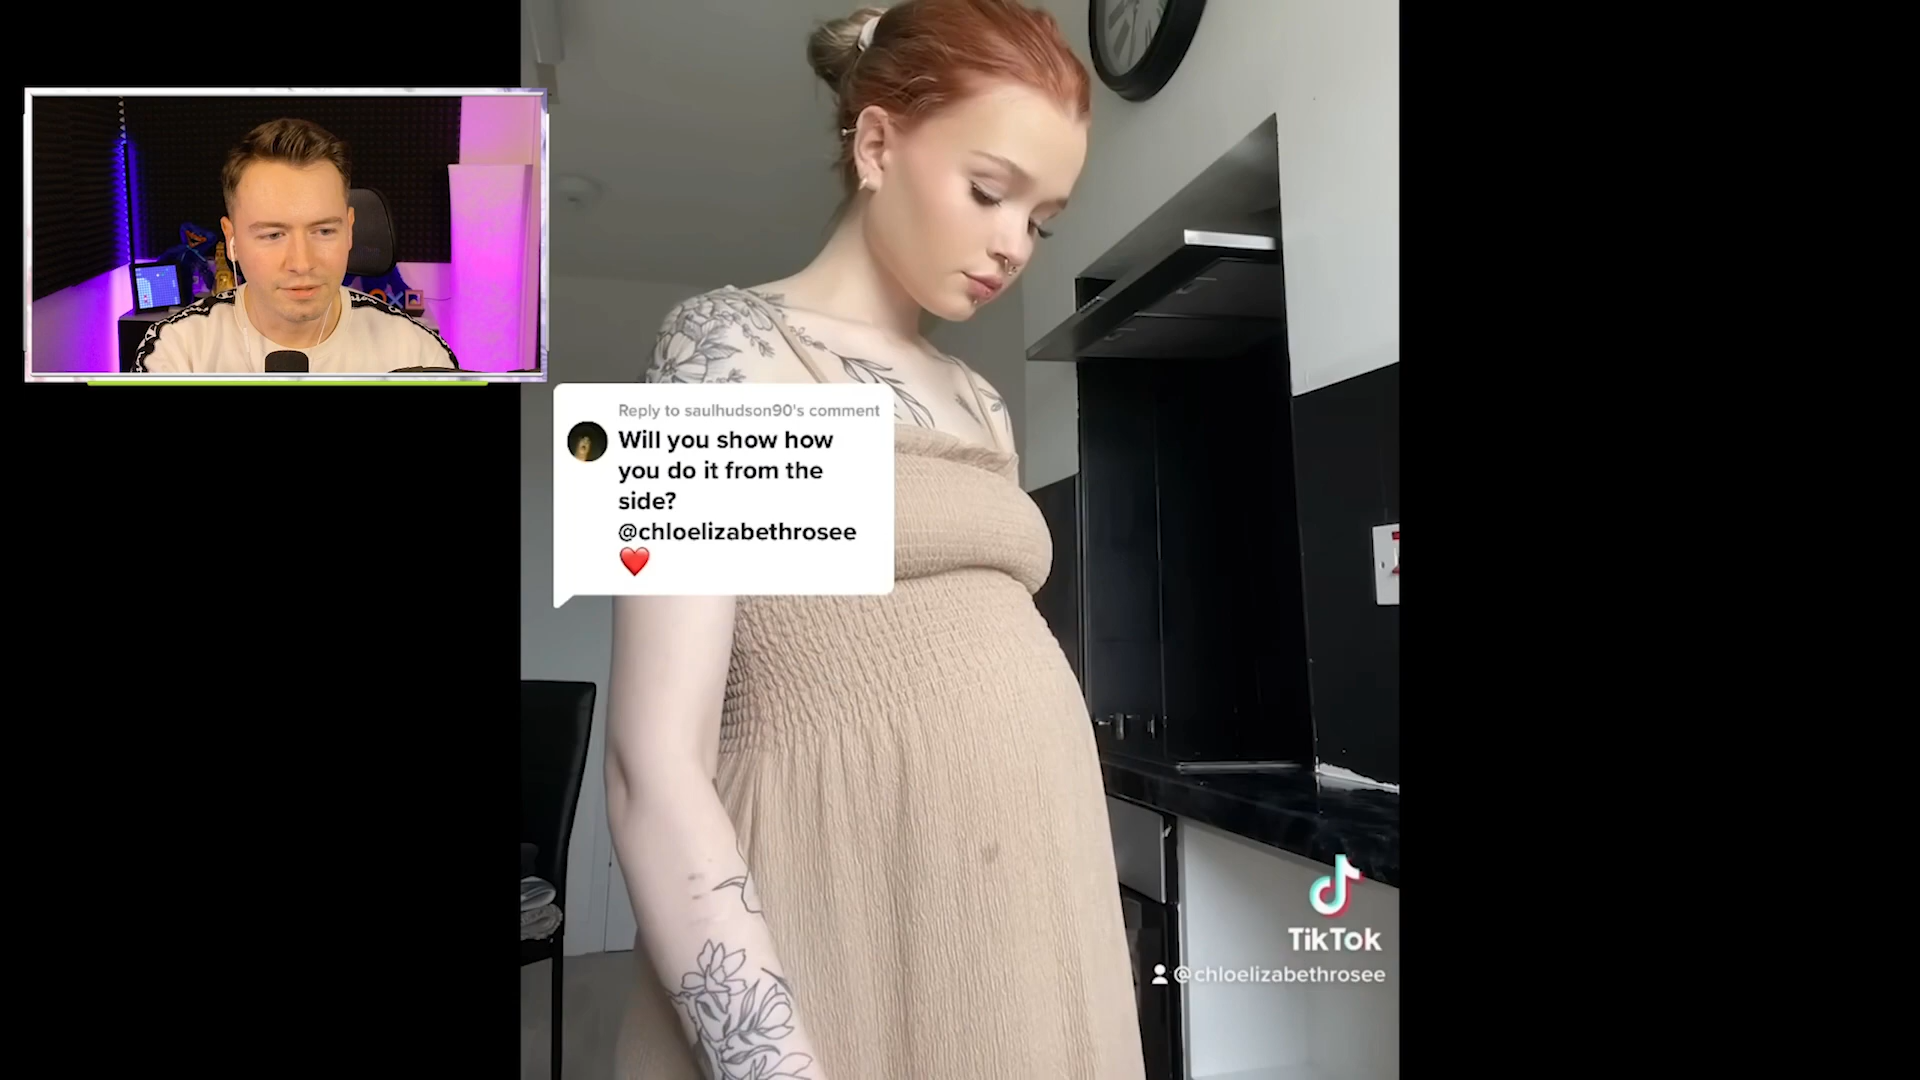 Reply to saulhudson90's comment
Will you show how
you do it from the
side?
@chloelizabethrosee
❤️
TikTok
@chloelizabethrosee